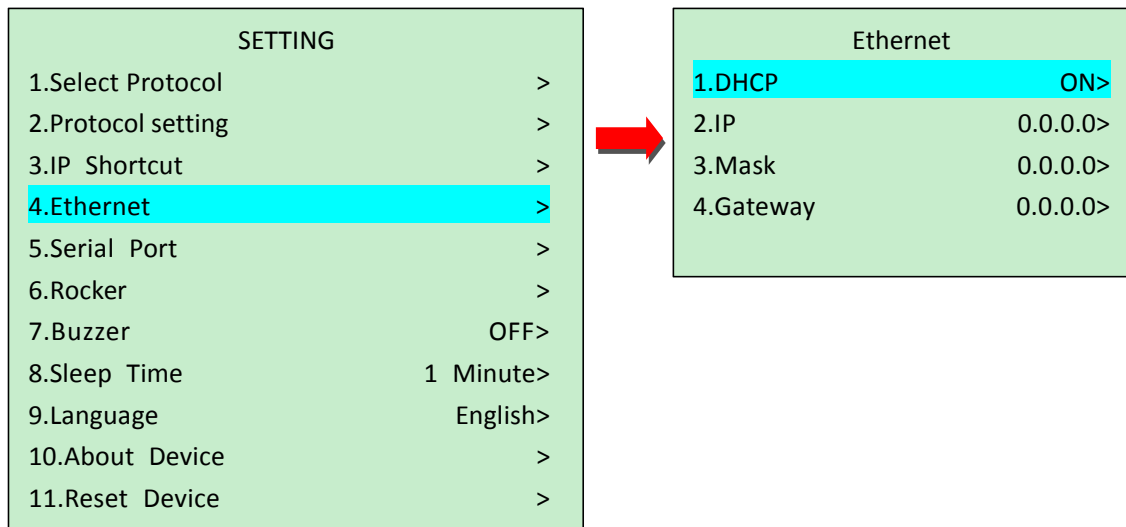 SETTING
1.Select Protocol >
2.Protocol setting >
3.IP Shortcut >
4.Ethernet >
5.Serial Port >
6.Rocker >
7.Buzzer OFF>
8.Sleep Time 1 Minute>
9.Language English>
10.About Device >
11.Reset Device >
Ethernet
1.DHCP ON>
2.IP 0.0.0.0>
3.Mask 0.0.0.0>
4.Gateway 0.0.0.0>